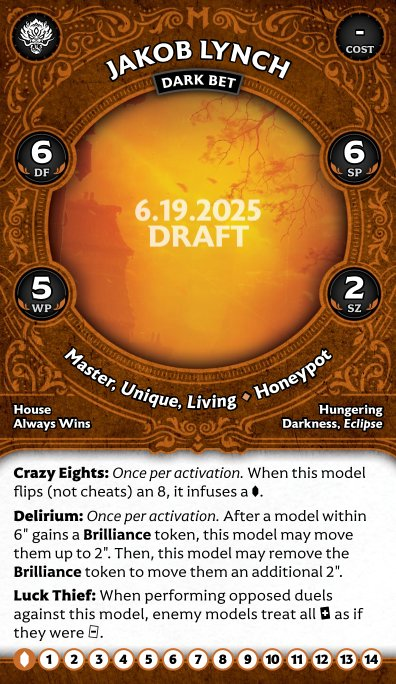 M
-
COST
JAKOB LYNCH
DARK BET
6
DF
6
SP
6.19.2025
DRAFT
5
WP
2
SZ
Master, Unique, Living ♦ Honeypot
House
Always Wins
Hungering
Darkness, Eclipse
Crazy Eights: Once per activation. When this model
flips (not cheats) an 8, it infuses a ⬮.
Delirium: Once per activation. After a model within
6" gains a Brilliance token, this model may move
them up to 2". Then, this model may remove the
Brilliance token to move them an additional 2".
Luck Thief: When performing opposed duels
against this model, enemy models treat all + as if
they were −.
1 2 3 4 5 6 7 8 9 10 11 12 13 14